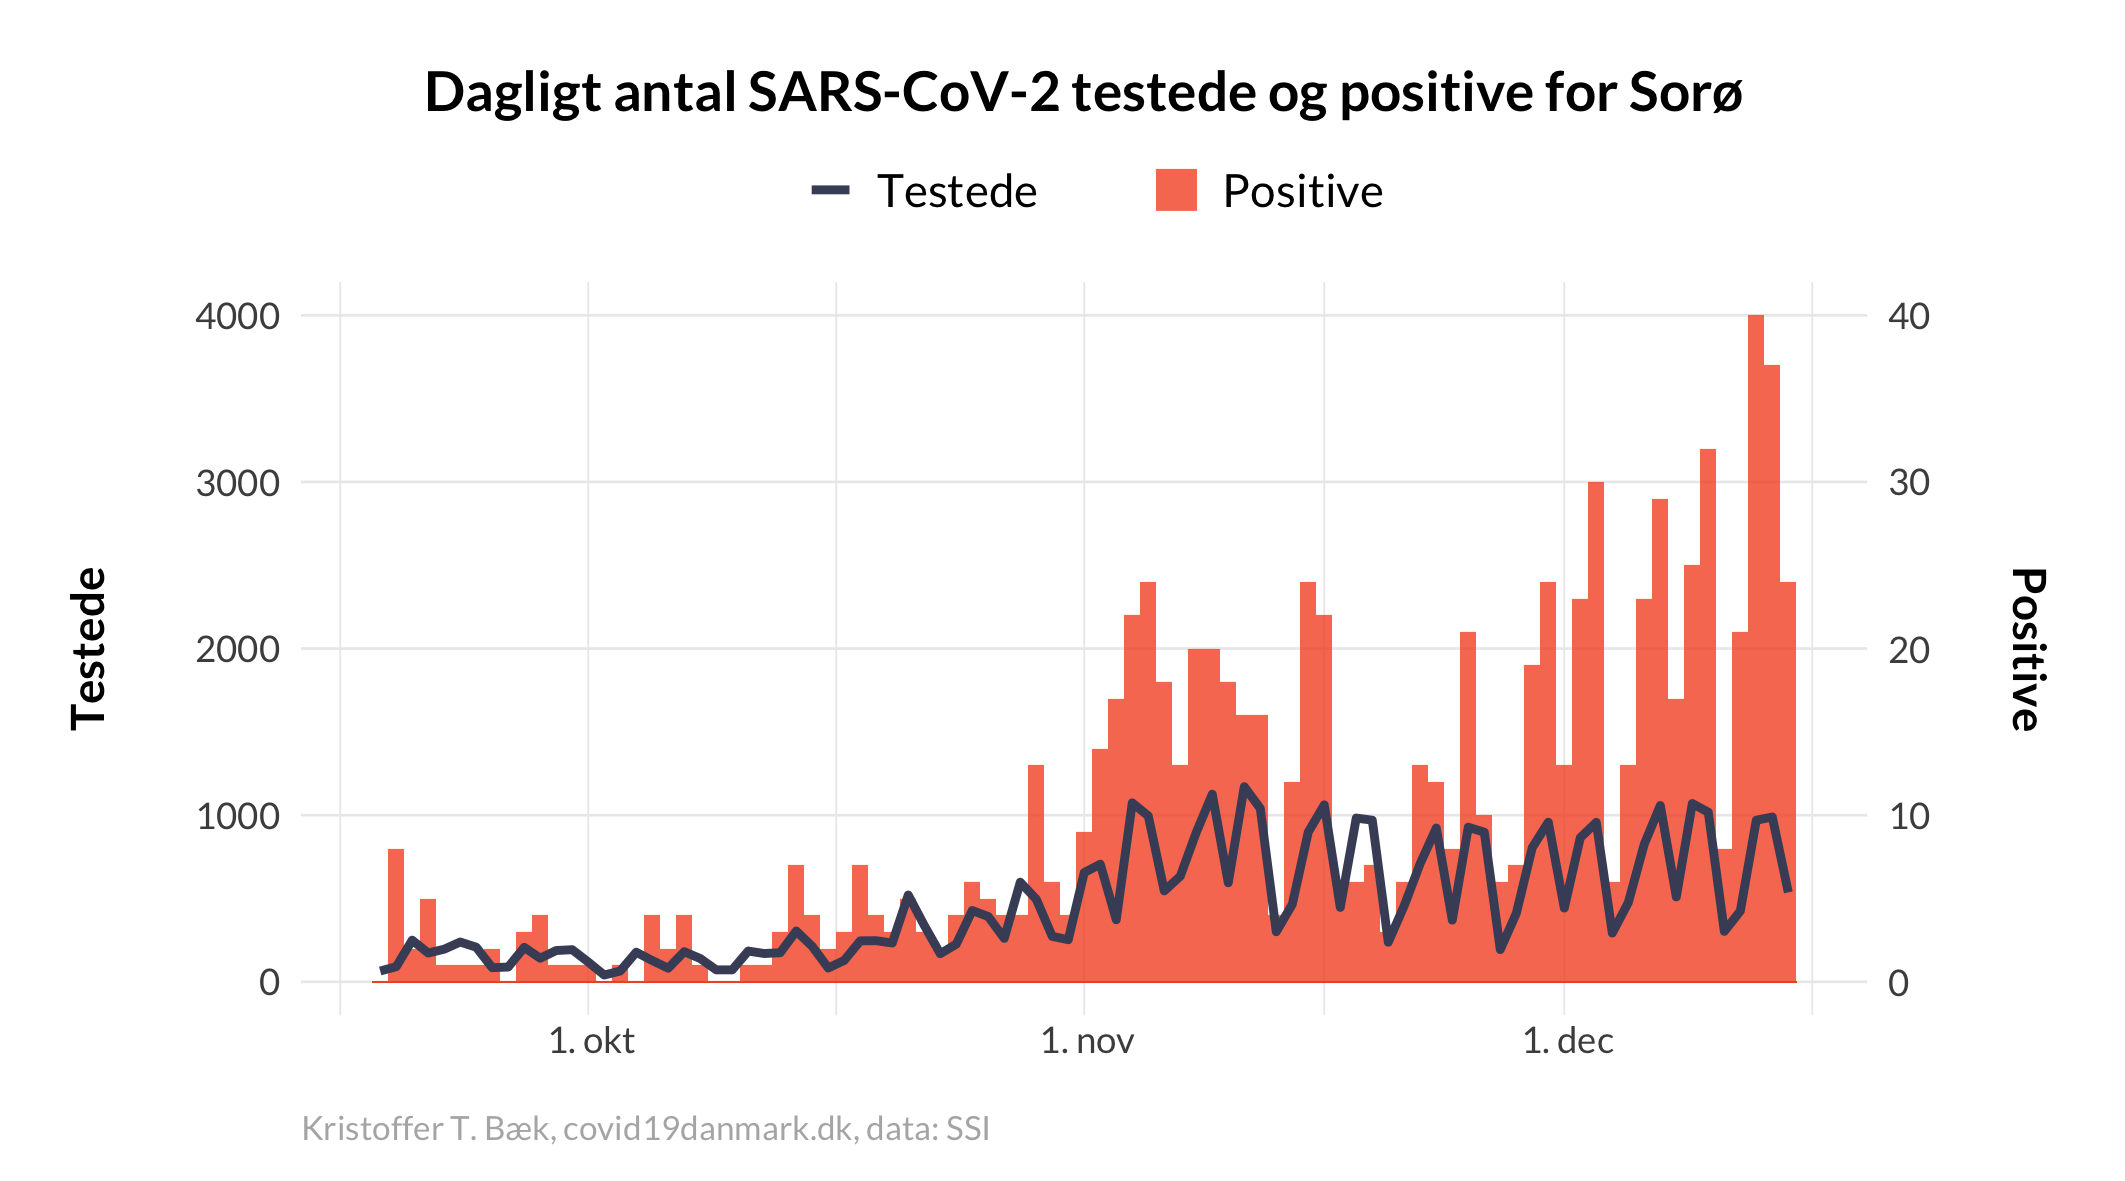 Dagligt antal SARS-CoV-2 testede og positive for Sorø
Testede Positive
4000 40
3000 30
2000 20
1000 10
0 0
Testede
Positive
1. okt 1. nov 1. dec
Kristoffer T. Bæk, covid19danmark.dk, data: SSI